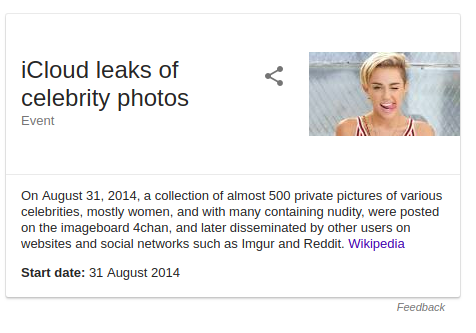 iCloud leaks of
celebrity photos
Event
On August 31, 2014, a collection of almost 500 private pictures of various
celebrities, mostly women, and with many containing nudity, were posted
on the imageboard 4chan, and later disseminated by other users on
websites and social networks such as Imgur and Reddit. Wikipedia
Start date: 31 August 2014
Feedback